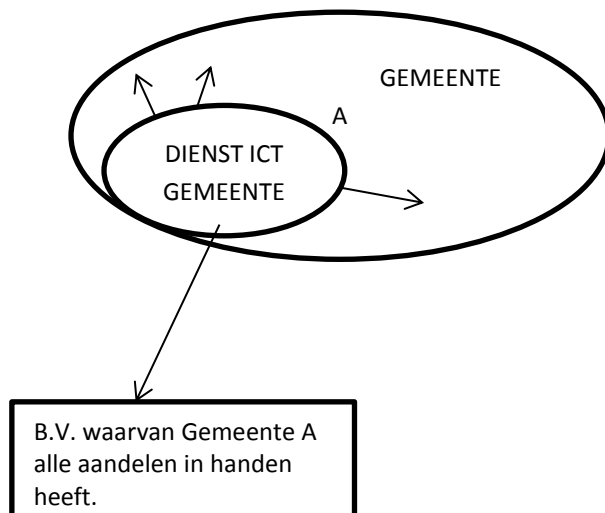 GEMEENTE
A
DIENST ICT
GEMEENTE
B.V. waarvan Gemeente A
alle aandelen in handen
heeft.